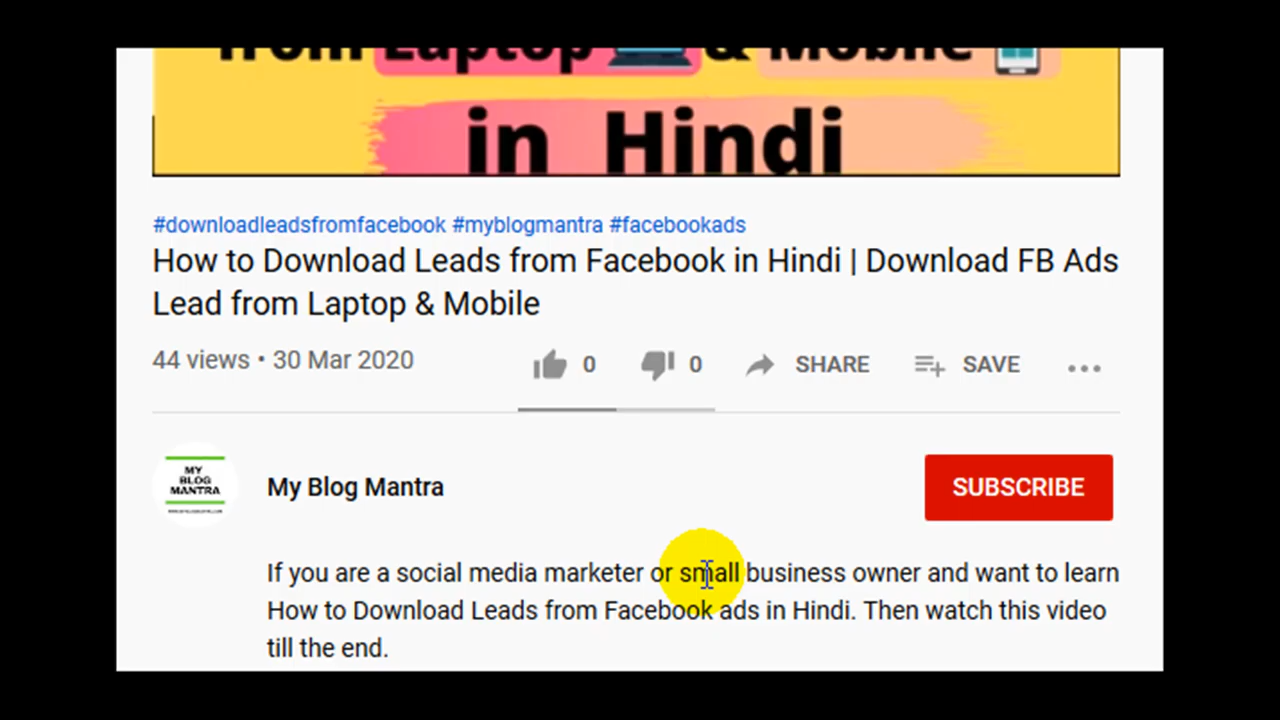 from Laptop & Mobile
in Hindi
#downloadleadsfromfacebook #myblogmantra #facebookads
How to Download Leads from Facebook in Hindi | Download FB Ads
Lead from Laptop & Mobile
44 views • 30 Mar 2020
0
0
SHARE
SAVE
MY
BLOG
MANTRA
My Blog Mantra
SUBSCRIBE
If you are a social media marketer or small business owner and want to learn
How to Download Leads from Facebook ads in Hindi. Then watch this video
till the end.